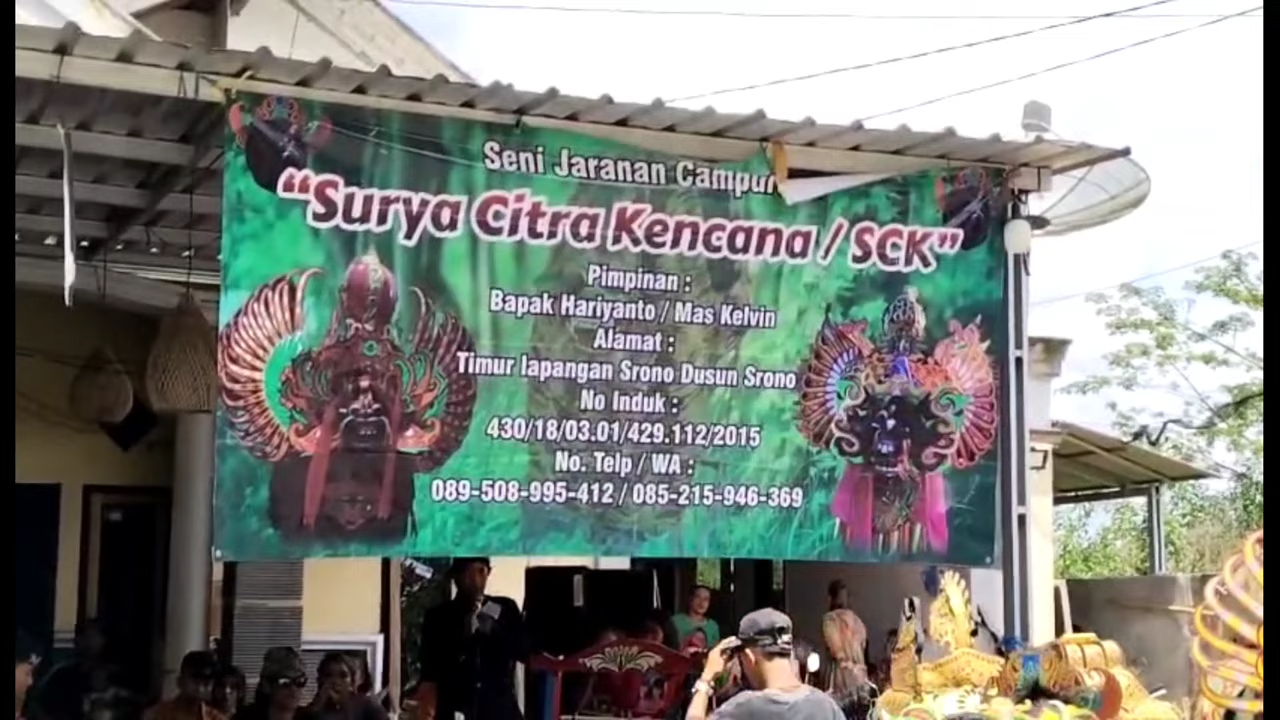 Seni Jaranan Campur
"Surya Citra Kencana / SCK"
Pimpinan :
Bapak Hariyanto / Mas Kelvin
Alamat :
Timur lapangan Srono Dusun Srono
No Induk :
430/18/03.01/429.112/2015
No. Telp / WA :
089-508-995-412 / 085-215-946-369